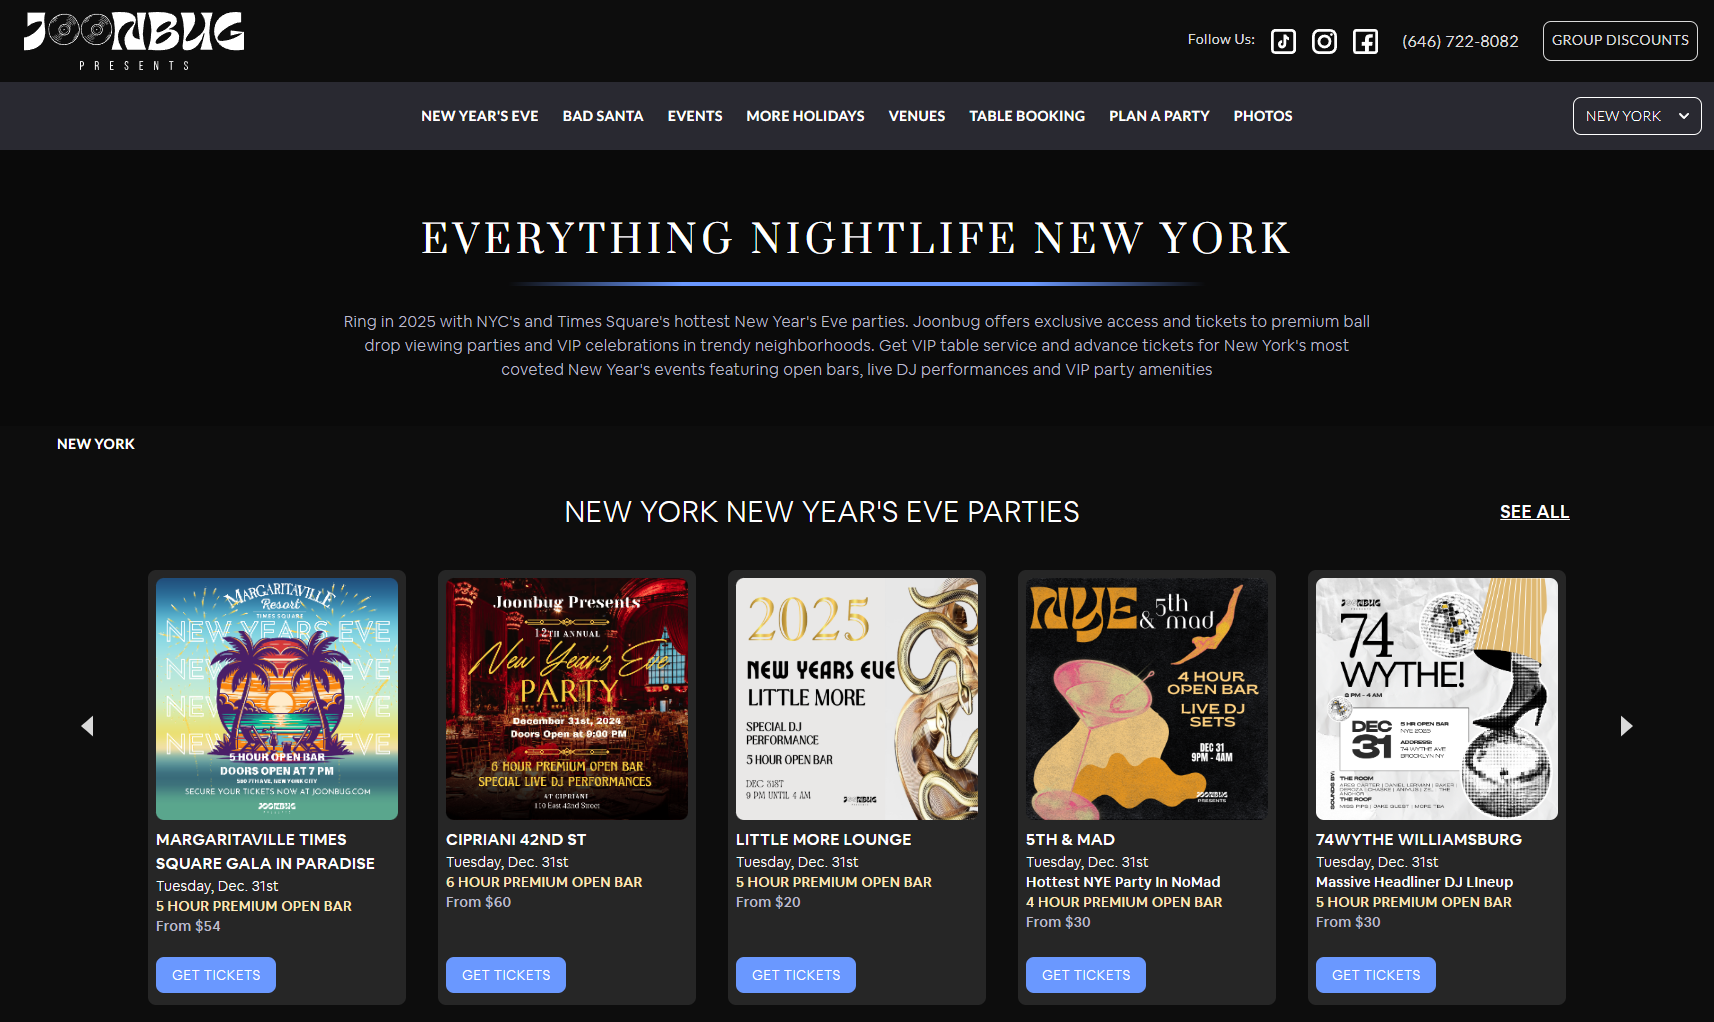 JOONBUG
PRESENTS
Follow Us:
(646) 722-8082
GROUP DISCOUNTS
NEW YEAR'S EVE
BAD SANTA
EVENTS
MORE HOLIDAYS
VENUES
TABLE BOOKING
PLAN A PARTY
PHOTOS
NEW YORK
EVERYTHING NIGHTLIFE NEW YORK
Ring in 2025 with NYC's and Times Square's hottest New Year's Eve parties. Joonbug offers exclusive access and tickets to premium ball
drop viewing parties and VIP celebrations in trendy neighborhoods. Get VIP table service and advance tickets for New York's most
coveted New Year's events featuring open bars, live DJ performances and VIP party amenities
NEW YORK
NEW YORK NEW YEAR'S EVE PARTIES
SEE ALL
MARGARITAVILLE
Resort
TIMES SQUARE
NEW YEARS EVE
NEW EVE
NEW EVE
NEW EVE
5 HOUR OPEN BAR
DOORS OPEN AT 7 PM
560 7TH AVE, NEW YORK CITY
SECURE YOUR TICKETS NOW AT JOONBUG.COM
JOONBUG
MARGARITAVILLE TIMES
SQUARE GALA IN PARADISE
Tuesday, Dec. 31st
5 HOUR PREMIUM OPEN BAR
From $54
GET TICKETS
Joonbug Presents
12TH ANNUAL
New Year's Eve
PARTY
December 31st, 2024
Doors Open at 9:00 PM
6 HOUR PREMIUM OPEN BAR
SPECIAL LIVE DJ PERFORMANCES
AT CIPRIANI
110 East 42nd Street
CIPRIANI 42ND ST
Tuesday, Dec. 31st
6 HOUR PREMIUM OPEN BAR
From $60
GET TICKETS
2025
NEW YEARS EVE
LITTLE MORE
SPECIAL DJ
PERFORMANCE
5 HOUR OPEN BAR
DEC 31ST
9 PM UNTIL 4 AM
JOONBUG
LITTLE MORE LOUNGE
Tuesday, Dec. 31st
5 HOUR PREMIUM OPEN BAR
From $20
GET TICKETS
NYE & 5th
mad
4 HOUR
OPEN BAR
LIVE DJ
SETS
DEC 31
9PM - 4AM
JOONBUG
PRESENTS
5TH & MAD
Tuesday, Dec. 31st
Hottest NYE Party In NoMad
4 HOUR PREMIUM OPEN BAR
From $30
GET TICKETS
JOONBUG
74
WYTHE!
8 PM - 4 AM
DEC
31
5 HR OPEN BAR
NYE 2025
ADDRESS:
74 WYTHE AVE
BROOKLYN NY
SOUNDS BY:
THE ROOM
THE ROOF
74WYTHE WILLIAMSBURG
Tuesday, Dec. 31st
Massive Headliner DJ LIneup
5 HOUR PREMIUM OPEN BAR
From $30
GET TICKETS